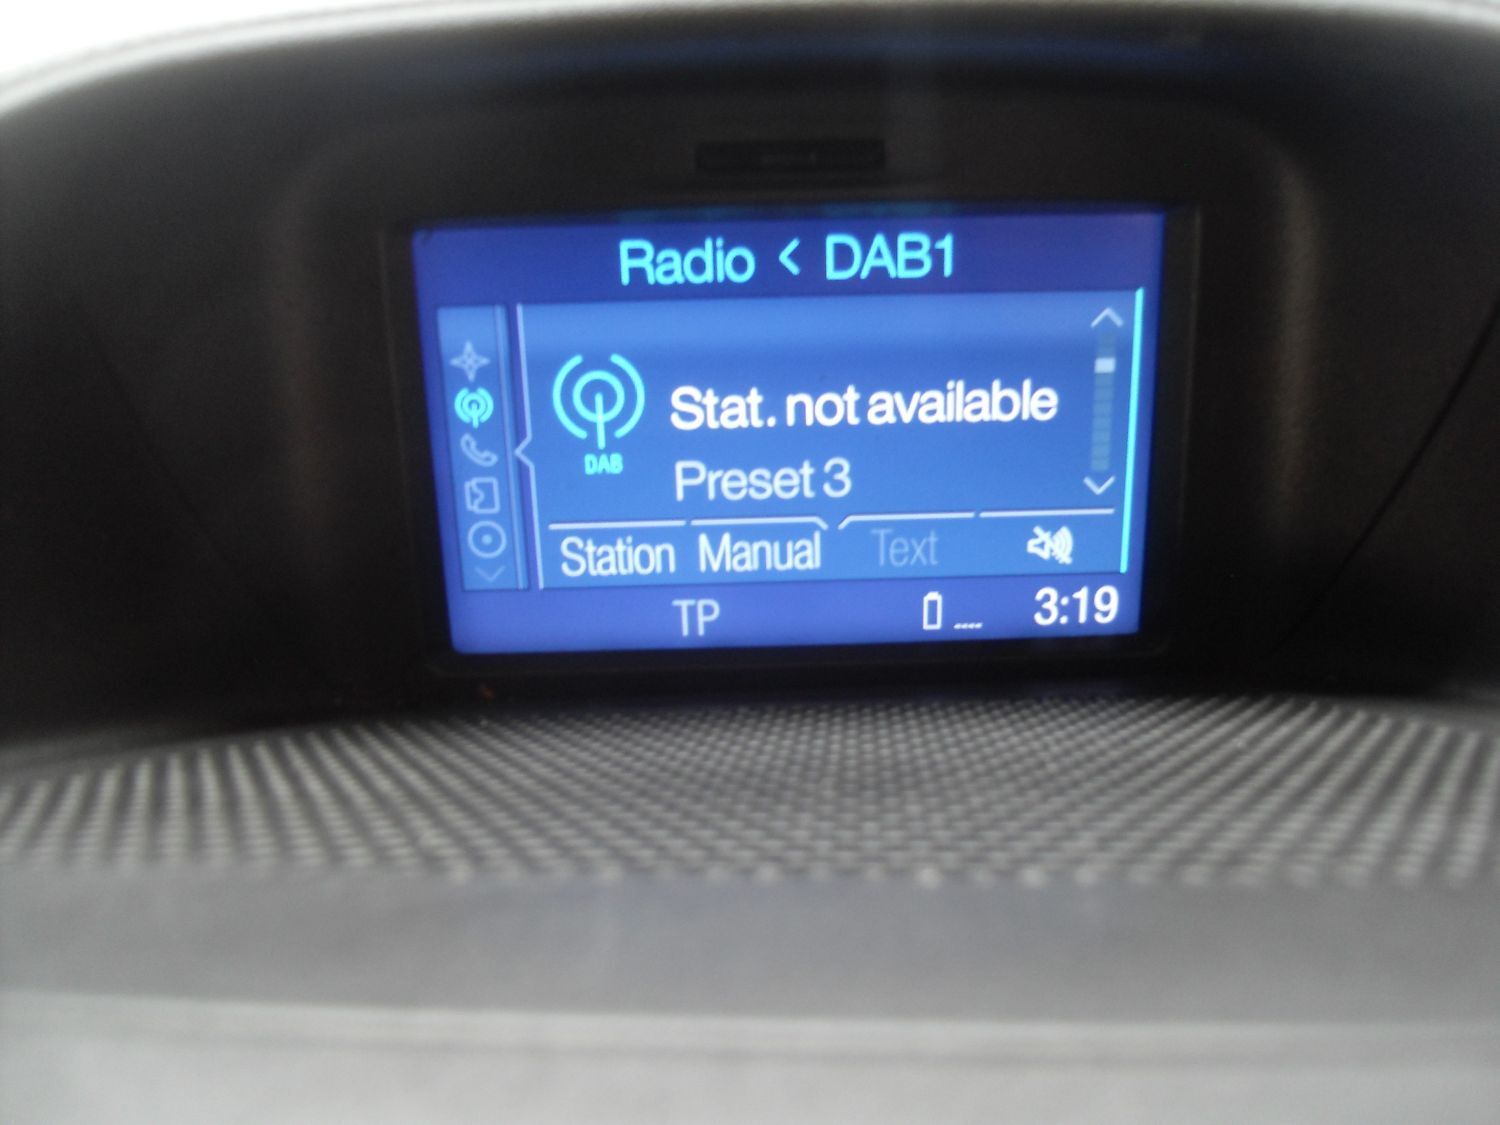 Radio < DAB1
DAB
Stat. not available
Preset 3
Station Manual Text
TP 3:19